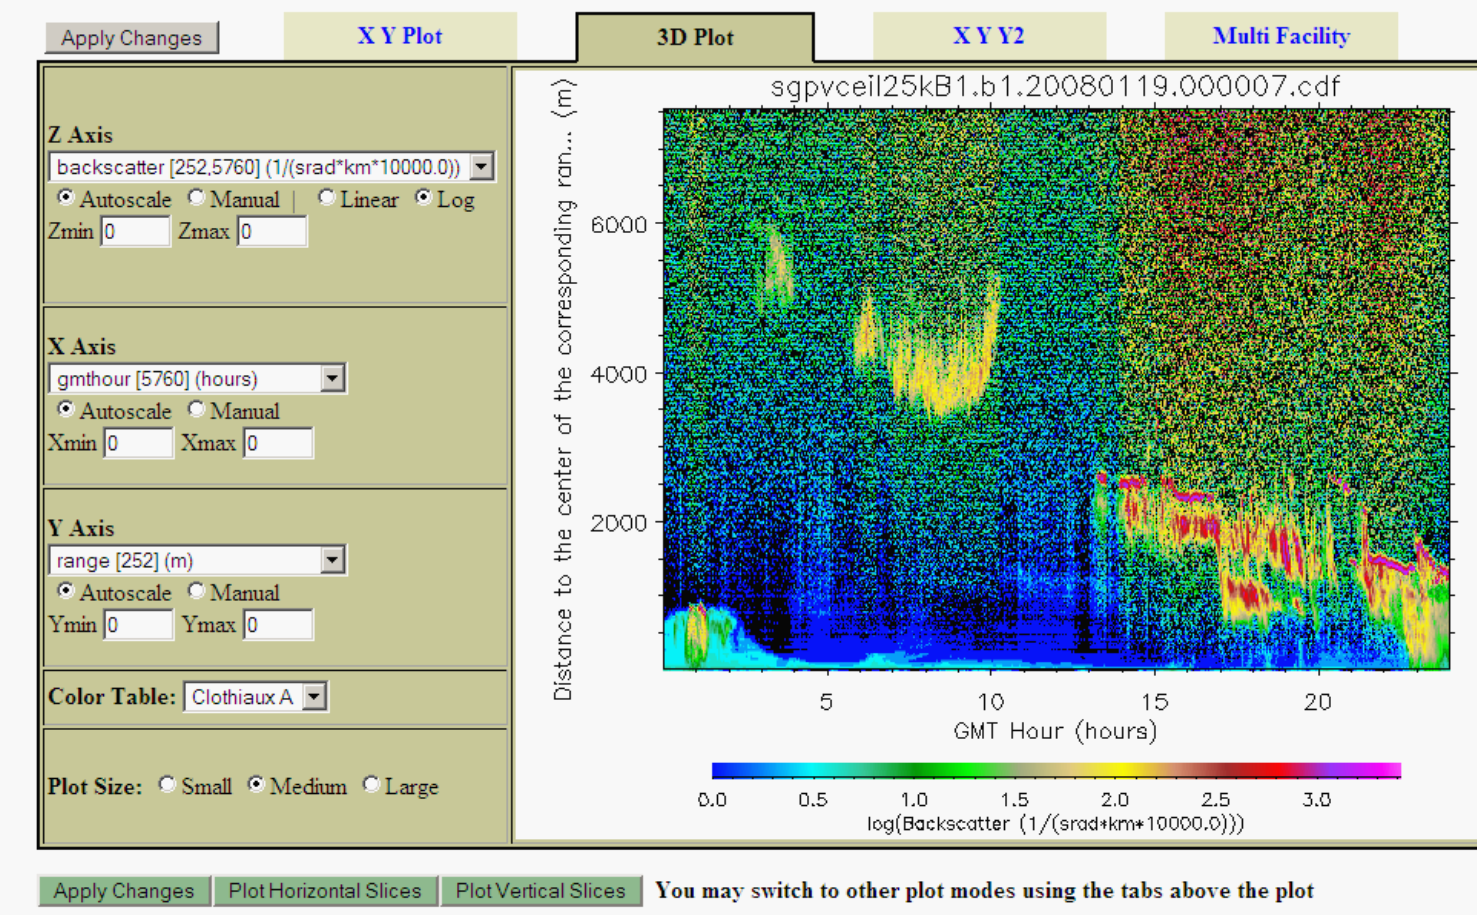 Apply Changes
X Y Plot
3D Plot
X Y Y2
Multi Facility
Z Axis
backscatter [252,5760] (1/(srad*km*10000.0))
Autoscale Manual | Linear Log
Zmin 0 Zmax 0
X Axis
gmthour [5760] (hours)
Autoscale Manual
Xmin 0 Xmax 0
Y Axis
range [252] (m)
Autoscale Manual
Ymin 0 Ymax 0
Color Table: Clothiaux A
Plot Size: Small Medium Large
sgpvceil25kB1.b1.20080119.000007.cdf
Distance to the center of the corresponding ran... (m)
6000
4000
2000
5 10 15 20
GMT Hour (hours)
0.0 0.5 1.0 1.5 2.0 2.5 3.0
log(Backscatter (1/(srad*km*10000.0)))
Apply Changes
Plot Horizontal Slices
Plot Vertical Slices
You may switch to other plot modes using the tabs above the plot